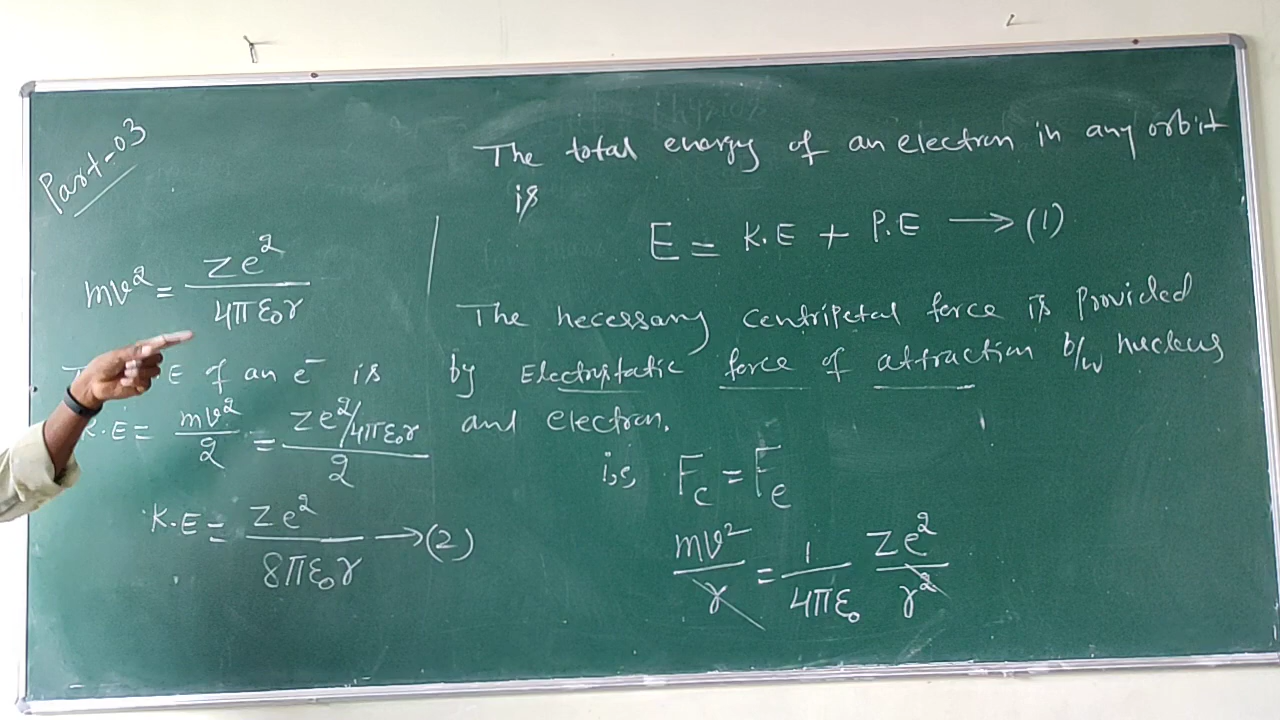 Part-03
The total energy of an electron in any orbit
is
E = K.E + P.E → (1)
The necessary centripetal force is Provided
by Electrostatic force of attraction b/w nucleus
and electron.
i.e, F_c = F_e
mv²/r = 1/4πε₀ Ze²/r²
mv² = Ze²/4πε₀r
E of an e⁻ is
K.E = mv²/2 = Ze²/4πε₀r/2
K.E = Ze²/8πε₀r → (2)